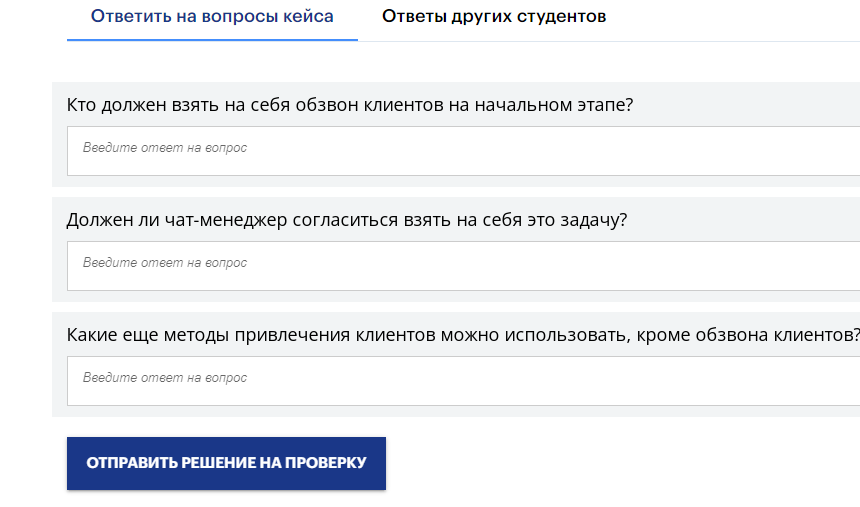 Ответить на вопросы кейса Ответы других студентов
Кто должен взять на себя обзвон клиентов на начальном этапе?
Введите ответ на вопрос
Должен ли чат-менеджер согласиться взять на себя это задачу?
Введите ответ на вопрос
Какие еще методы привлечения клиентов можно использовать, кроме обзвона клиентов?
Введите ответ на вопрос
ОТПРАВИТЬ РЕШЕНИЕ НА ПРОВЕРКУ